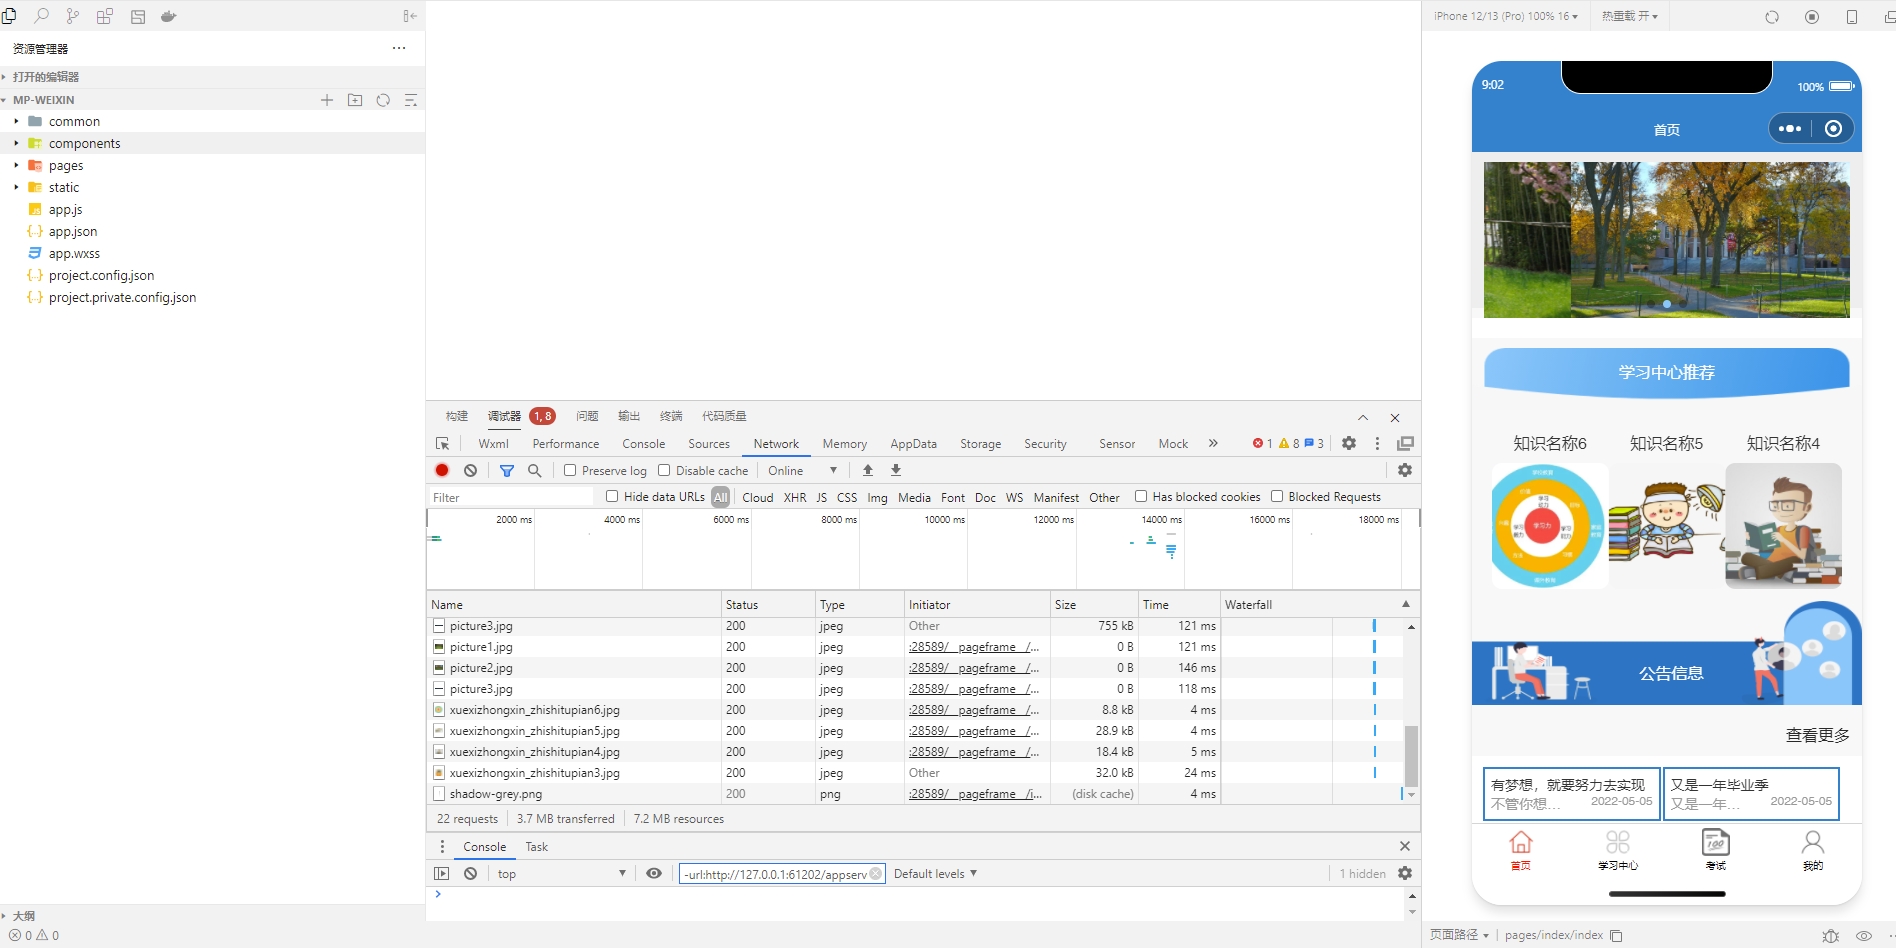 资源管理器
打开的编辑器
MP-WEIXIN
common
components
pages
static
app.js
app.json
app.wxss
project.config.json
project.private.config.json
大纲
0 0
构建 调试器 1, 8 问题 输出 终端 代码质量
Wxml Performance Console Sources Network Memory AppData Storage Security Sensor Mock 1 8 3
Preserve log Disable cache Online
Filter Hide data URLs All Cloud XHR JS CSS Img Media Font Doc WS Manifest Other Has blocked cookies Blocked Requests
2000 ms 4000 ms 6000 ms 8000 ms 10000 ms 12000 ms 14000 ms 16000 ms 18000 ms
Name Status Type Initiator Size Time Waterfall
picture3.jpg 200 jpeg Other 755 kB 121 ms
picture1.jpg 200 jpeg :28589/__pageframe__/... 0 B 121 ms
picture2.jpg 200 jpeg :28589/__pageframe__/... 0 B 146 ms
picture3.jpg 200 jpeg :28589/__pageframe__/... 0 B 118 ms
xuexizhongxin_zhishitupian6.jpg 200 jpeg :28589/__pageframe__/... 8.8 kB 4 ms
xuexizhongxin_zhishitupian5.jpg 200 jpeg :28589/__pageframe__/... 28.9 kB 4 ms
xuexizhongxin_zhishitupian4.jpg 200 jpeg :28589/__pageframe__/... 18.4 kB 5 ms
xuexizhongxin_zhishitupian3.jpg 200 jpeg Other 32.0 kB 24 ms
shadow-grey.png 200 png :28589/__pageframe__/i... (disk cache) 4 ms
22 requests 3.7 MB transferred 7.2 MB resources
Console Task
top -url:http://127.0.0.1:61202/appserv Default levels 1 hidden
iPhone 12/13 (Pro) 100% 16 热重载 开
9:02 100%
首页
学习中心推荐
知识名称6 知识名称5 知识名称4
学习力
公告信息
查看更多
有梦想，就要努力去实现
不管你想... 2022-05-05
又是一年毕业季
又是一年... 2022-05-05
100
首页 学习中心 考试 我的
页面路径 pages/index/index